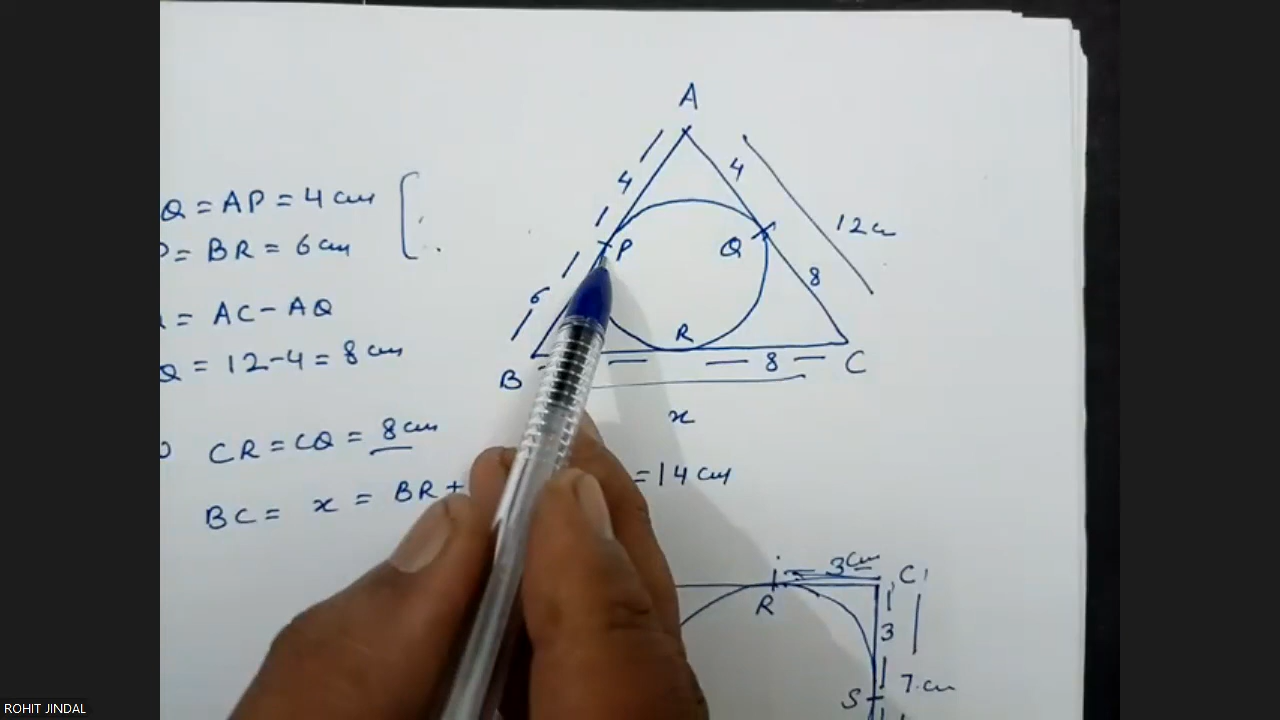 A
4
4
Q = AP = 4 cm
P = BR = 6 cm
P
Q
12 cm
6
8
= AC - AQ
Q = 12-4 = 8 cm
R
B
8
C
x
CR = CQ = 8 cm
BC = x = BR +
= 14 cm
3 cm
C
R
3
7 cm
S
ROHIT JINDAL